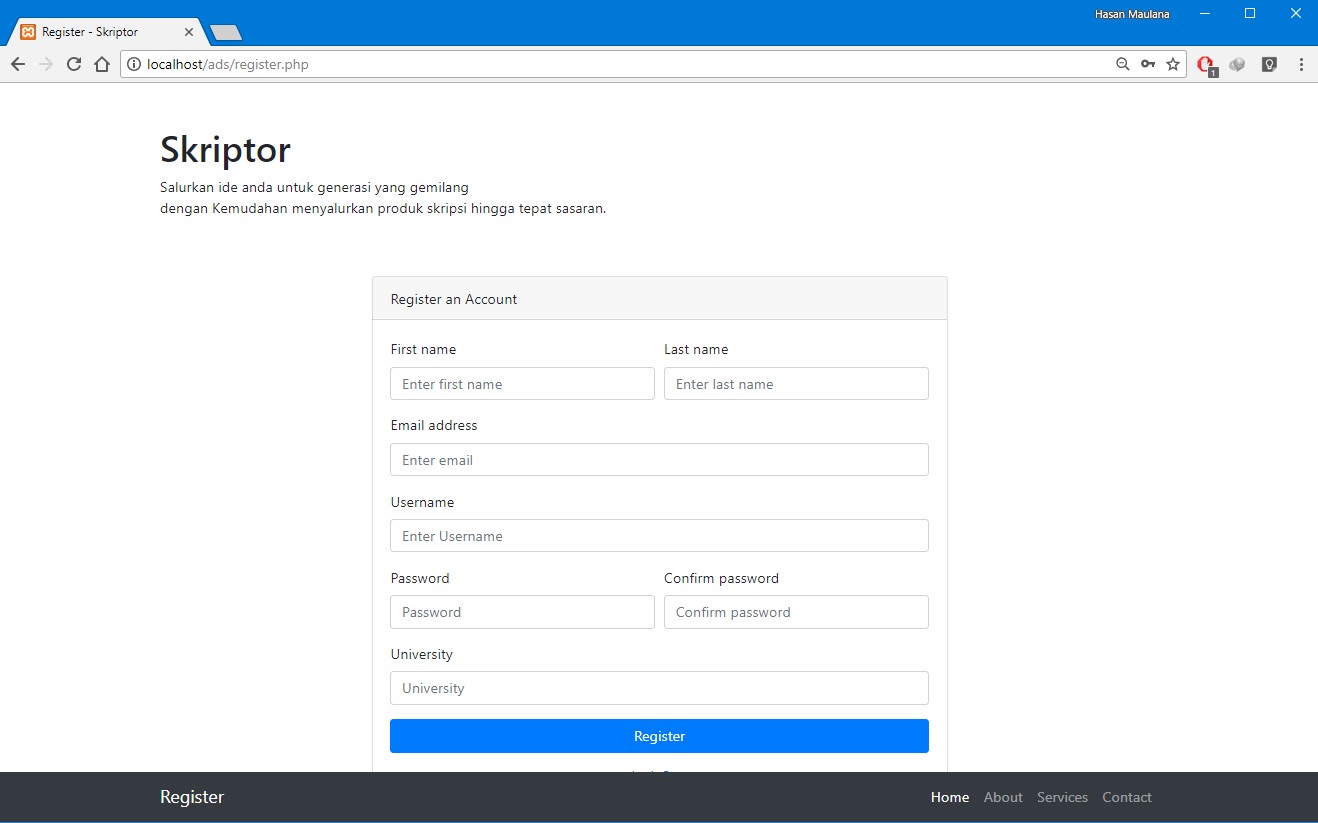 Hasan Maulana
Register - Skriptor
localhost/ads/register.php
1
Skriptor
Salurkan ide anda untuk generasi yang gemilang
dengan Kemudahan menyalurkan produk skripsi hingga tepat sasaran.
Register an Account
First name Last name
Enter first name Enter last name
Email address
Enter email
Username
Enter Username
Password Confirm password
Password Confirm password
University
University
Register
Register Home About Services Contact